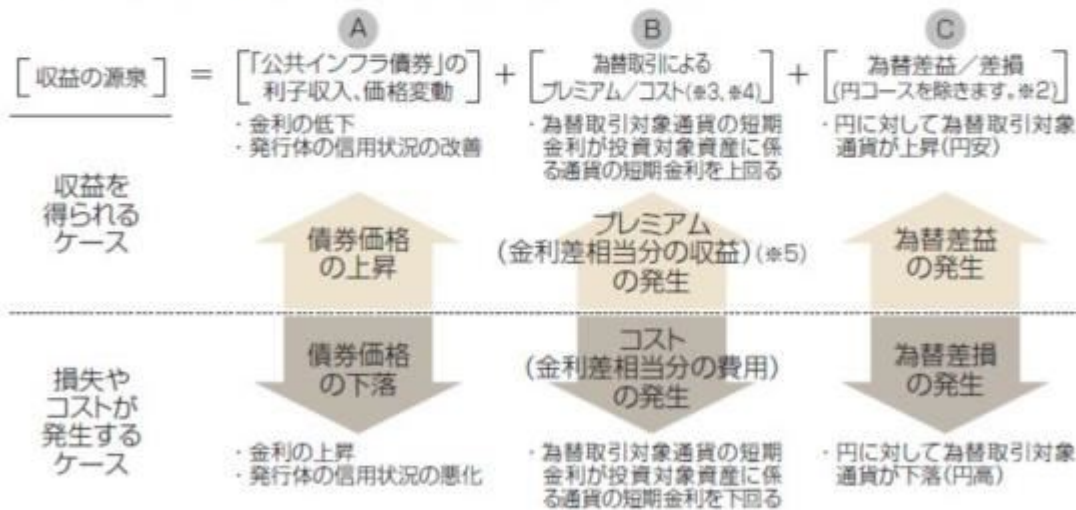 A
B
C
[収益の源泉]
=
[「公共インフラ債券」の
利子収入、価格変動]
+
[為替取引による
プレミアム/コスト(※3、※4)]
+
[為替差益/差損
(円コースを除きます。※2)]
・金利の低下
・発行体の信用状況の改善
・為替取引対象通貨の短期
金利が投資対象資産に係
る通貨の短期金利を上回る
・円に対して為替取引対象
通貨が上昇(円安)
収益を
得られる
ケース
債券価格
の上昇
プレミアム
(金利差相当分の収益)(※5)
の発生
為替差益
の発生
損失や
コストが
発生する
ケース
債券価格
の下落
コスト
(金利差相当分の費用)
の発生
為替差損
の発生
・金利の上昇
・発行体の信用状況の悪化
・為替取引対象通貨の短期
金利が投資対象資産に係
る通貨の短期金利を下回る
・円に対して為替取引対象
通貨が下落(円高)